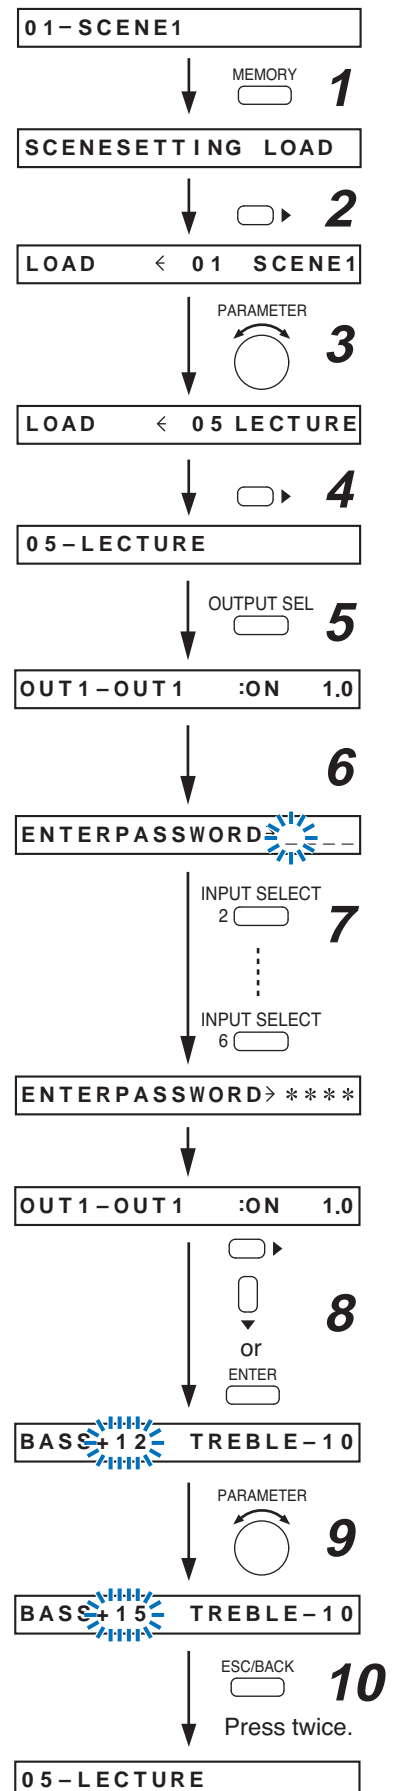 01-SCENE1
MEMORY
1
SCENESETTING LOAD
2
LOAD < 01 SCENE1
PARAMETER
3
LOAD < 05 LECTURE
4
05-LECTURE
OUTPUT SEL
5
OUT1-OUT1 :ON 1.0
6
ENTERPASSWORD> _ _ _ _
INPUT SELECT
2
7
INPUT SELECT
6
ENTERPASSWORD> ****
OUT1-OUT1 :ON 1.0
8
or
ENTER
BASS+12 TREBLE-10
PARAMETER
9
BASS+15 TREBLE-10
ESC/BACK
10
Press twice.
05-LECTURE